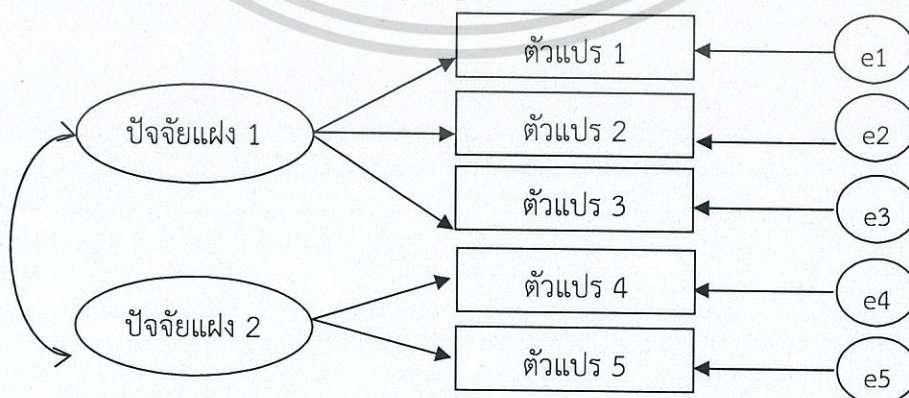 ตัวแปร 1
e1
ปัจจัยแฝง 1
ตัวแปร 2
e2
ตัวแปร 3
e3
ปัจจัยแฝง 2
ตัวแปร 4
e4
ตัวแปร 5
e5